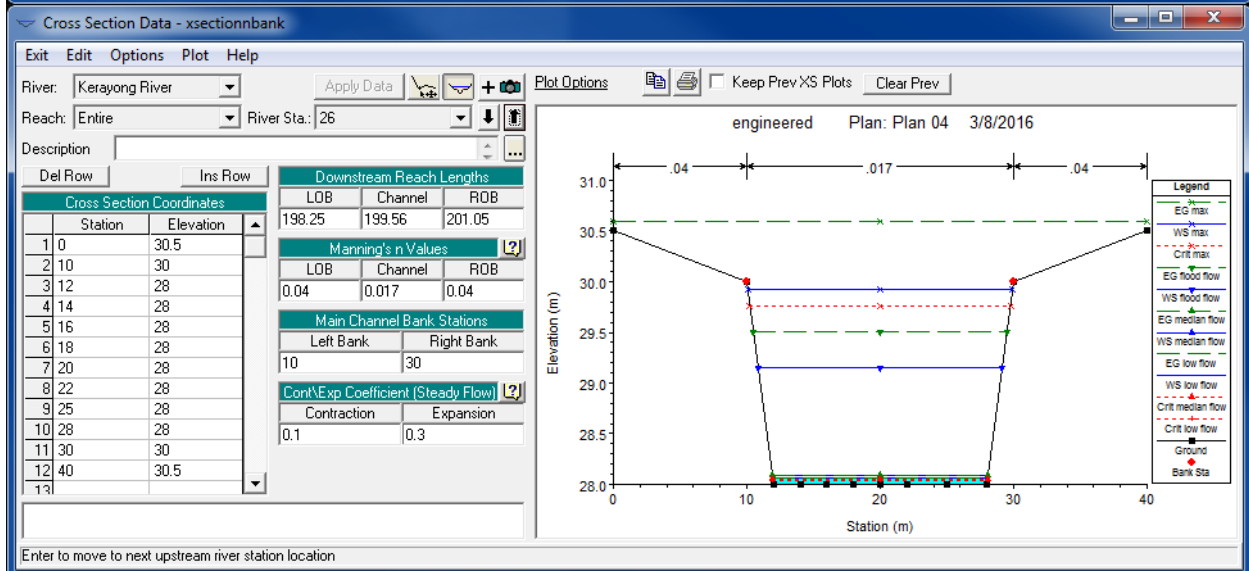 Cross Section Data - xsectionnbank
Exit Edit Options Plot Help
River: Kerayong River Apply Data + Plot Options Keep Prev XS Plots Clear Prev
Reach: Entire River Sta.: 26
Description ...
Del Row Ins Row
Cross Section Coordinates
Station Elevation
1 0 30.5
2 10 30
3 12 28
4 14 28
5 16 28
6 18 28
7 20 28
8 22 28
9 25 28
10 28 28
11 30 30
12 40 30.5
13
Downstream Reach Lengths
LOB Channel ROB
198.25 199.56 201.05
Manning's n Values
LOB Channel ROB
0.04 0.017 0.04
Main Channel Bank Stations
Left Bank Right Bank
10 30
Cont\Exp Coefficient (Steady Flow)
Contraction Expansion
0.1 0.3
engineered Plan: Plan 04 3/8/2016
.04 .017 .04
31.0
30.5
30.0
29.5
29.0
28.5
28.0
Elevation (m)
0 10 20 30 40
Station (m)
Legend
EG max
WS max
Crit max
EG flood flow
WS flood flow
EG median flow
WS median flow
EG low flow
WS low flow
Crit median flow
Crit low flow
Ground
Bank Sta
Enter to move to next upstream river station location